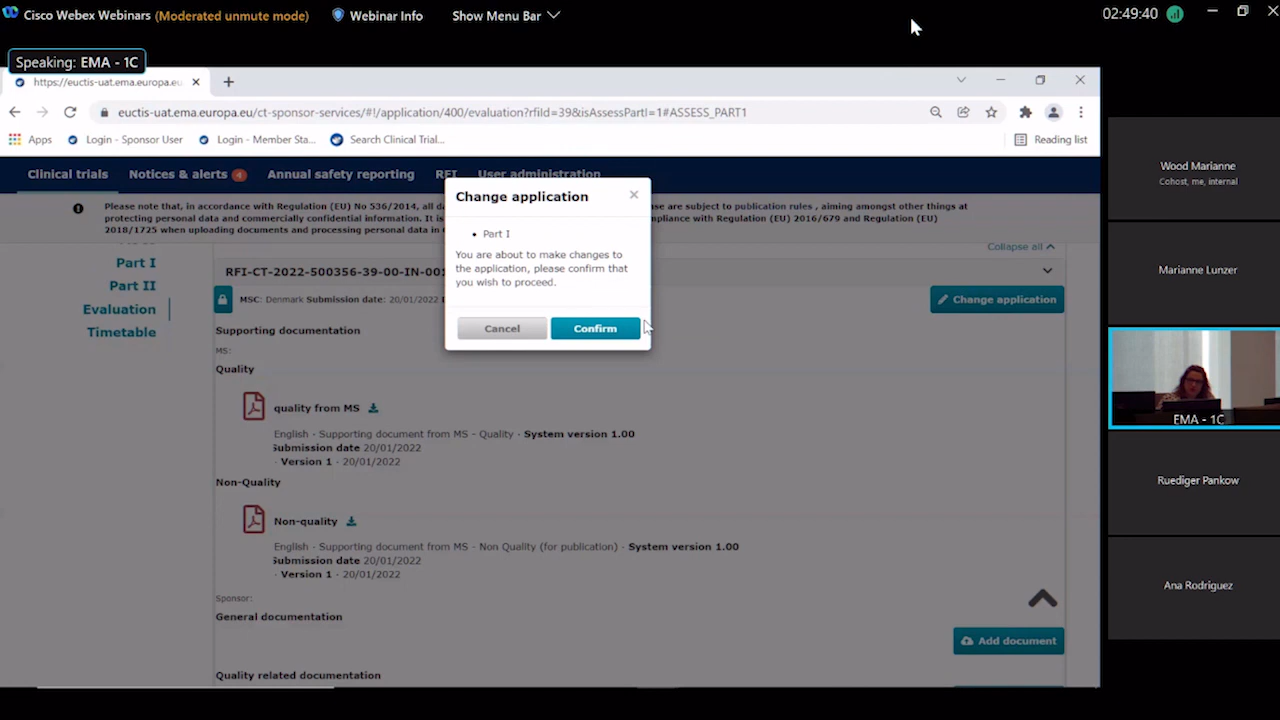 Cisco Webex Webinars (Moderated unmute mode) Webinar Info Show Menu Bar 02:49:40
Speaking: EMA - 1C
https://euctis-uat.ema.europa.eu
euctis-uat.ema.europa.eu/ct-sponsor-services/#!/application/400/evaluation?rfiId=39&isAssessPartI=1#ASSESS_PART1
Apps Login - Sponsor User Login - Member Sta... Search Clinical Trial... Reading list
Clinical trials Notices & alerts 4 Annual safety reporting RFI User administration
Please note that, in accordance with Regulation (EU) No 536/2014, all da are subject to publication rules , aiming amongst other things at
protecting personal data and commercially confidential information. It is compliance with Regulation (EU) 2016/679 and Regulation (EU)
2018/1725 when uploading documents and processing personal data in
Change application
Part I
You are about to make changes to
the application, please confirm that
you wish to proceed.
Cancel Confirm
Collapse all
Part I
Part II
Evaluation
Timetable
RFI-CT-2022-500356-39-00-IN-001
MSC: Denmark Submission date: 20/01/2022 Change application
Supporting documentation
MS:
Quality
quality from MS
English - Supporting document from MS - Quality - System version 1.00
Submission date 20/01/2022
- Version 1 - 20/01/2022
Non-Quality
Non-quality
English - Supporting document from MS - Non Quality (for publication) - System version 1.00
Submission date 20/01/2022
- Version 1 - 20/01/2022
Sponsor:
General documentation
Add document
Quality related documentation
Wood Marianne
Cohost, me, internal
Marianne Lunzer
EMA - 1C
Ruediger Pankow
Ana Rodriguez